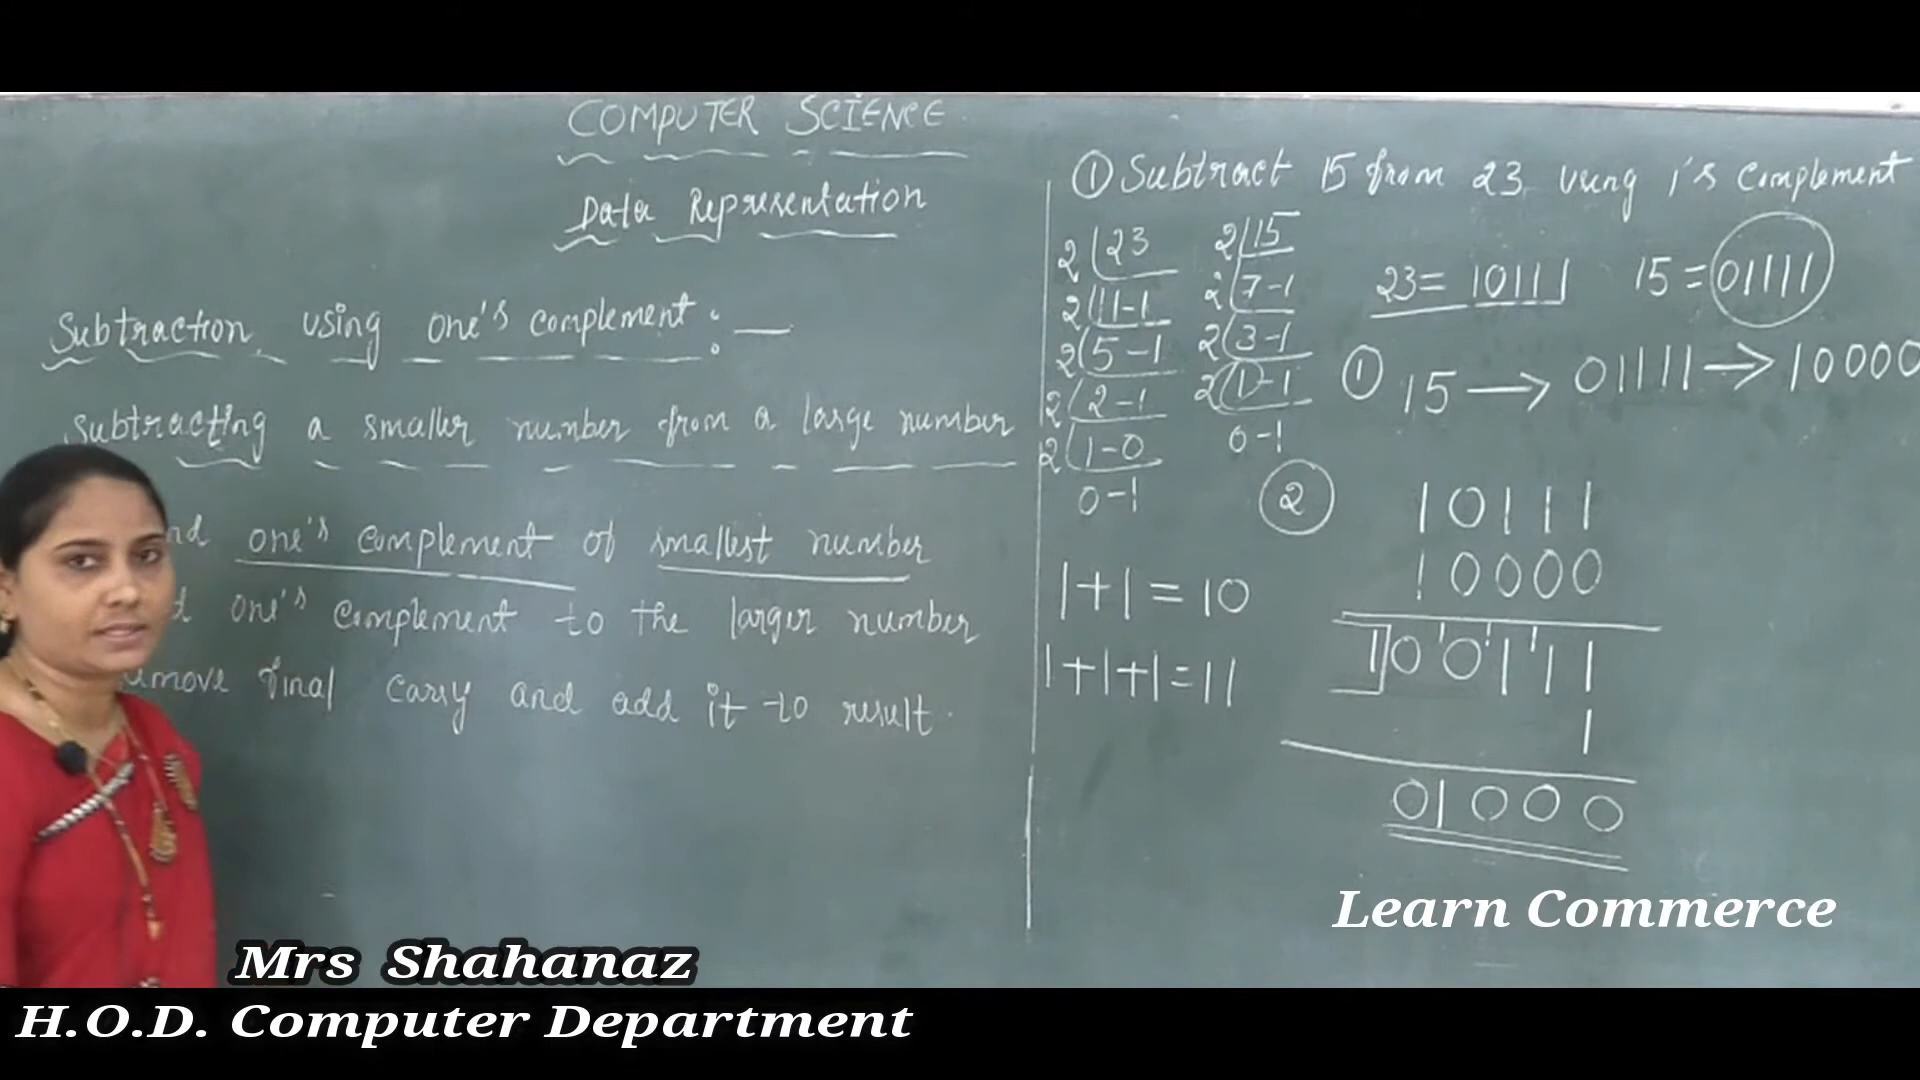 COMPUTER SCIENCE
Data Representation
Subtraction using one's complement :—
Subtracting a smaller number from a large number
nd one's complement of smallest number
d one's complement to the larger number
emove final carry and add it to result.
① Subtract 15 from 23 using 1's complement
2 23
2 11-1
2 5-1
2 2-1
2 1-0
0-1
2 15
2 7-1
2 3-1
2 1-1
0-1
23= 10111 15 = 01111
① 15 → 01111 → 10000
1+1 = 10
1+1+1=11
② 10111
10000
1 00111
1
01000
Learn Commerce
Mrs Shahanaz
H.O.D. Computer Department